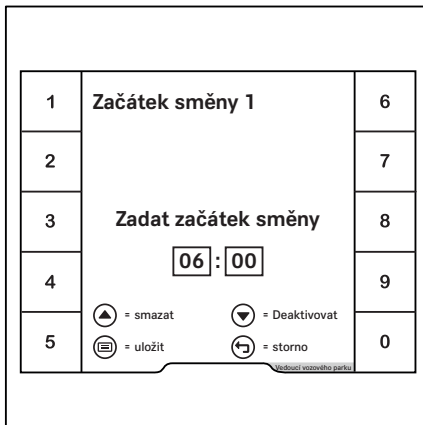 1
Začátek směny 1
6
2
7
3
Zadat začátek směny
8
06 : 00
4
9
= smazat
= Deaktivovat
5
= uložit
= storno
0
Vedoucí vozového parku